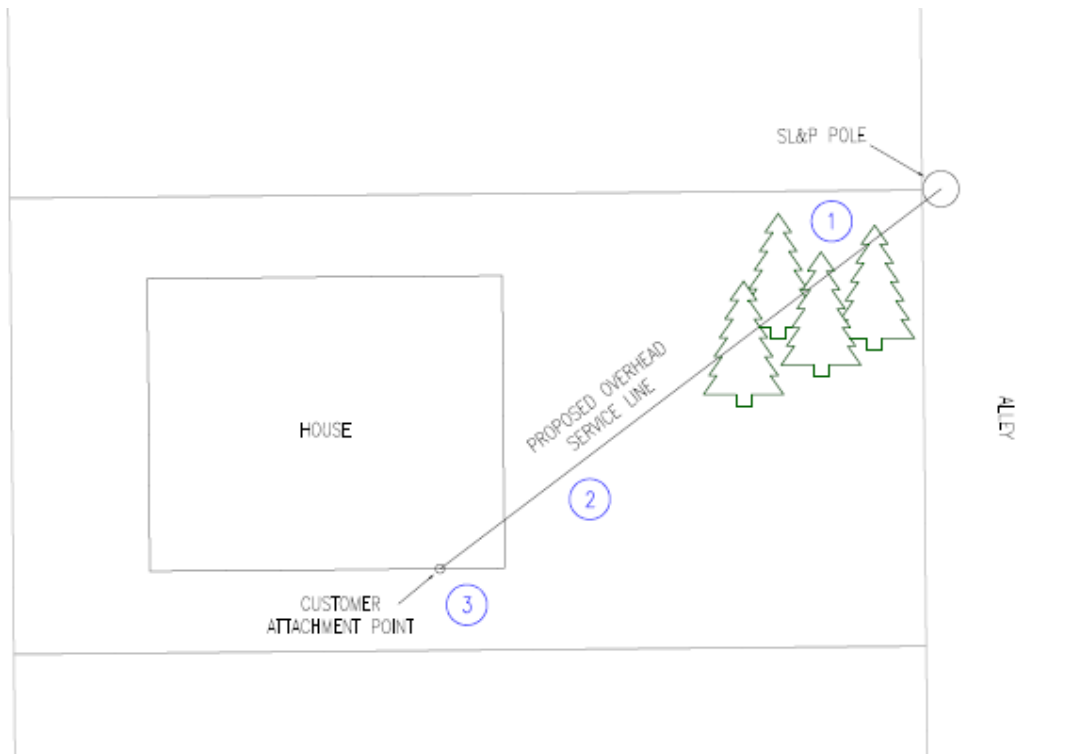 SL&P POLE
1
PROPOSED OVERHEAD
SERVICE LINE
ALLEY
HOUSE
2
CUSTOMER
ATTACHMENT POINT
3